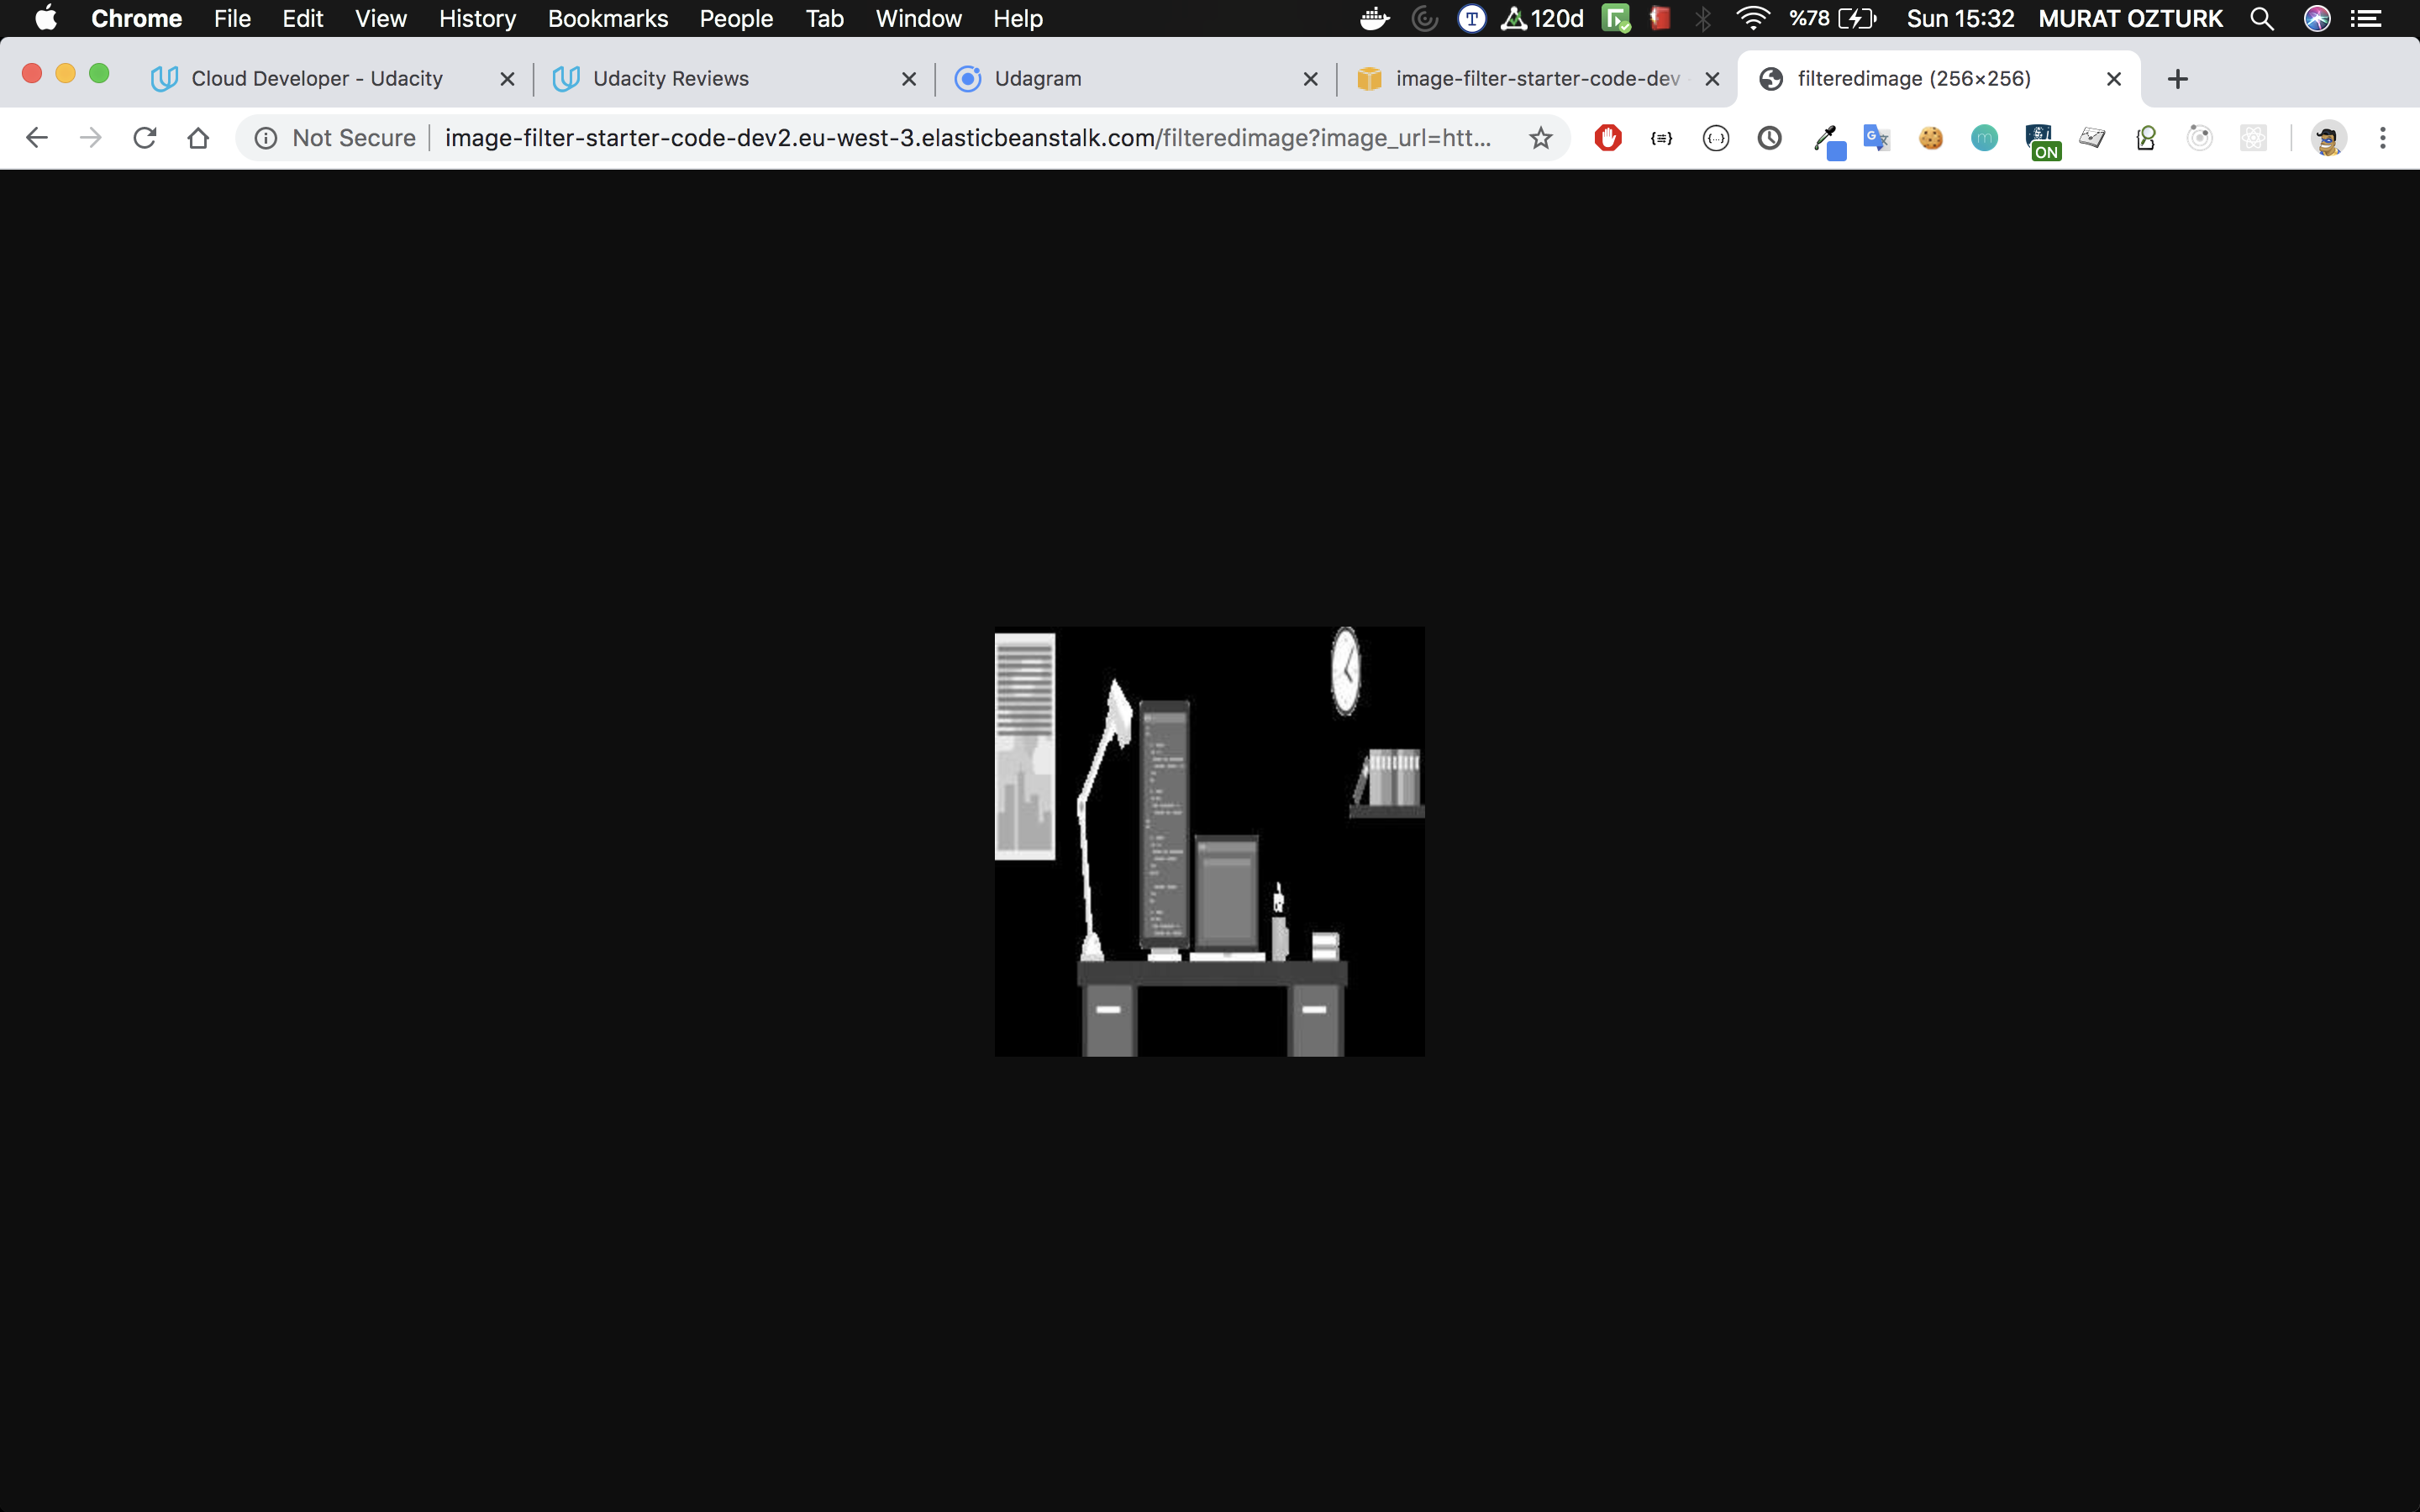 Chrome File Edit View History Bookmarks People Tab Window Help T 120d %78 Sun 15:32 MURAT OZTURK
Cloud Developer - Udacity Udacity Reviews Udagram image-filter-starter-code-dev filteredimage (256×256)
Not Secure image-filter-starter-code-dev2.eu-west-3.elasticbeanstalk.com/filteredimage?image_url=htt... ON